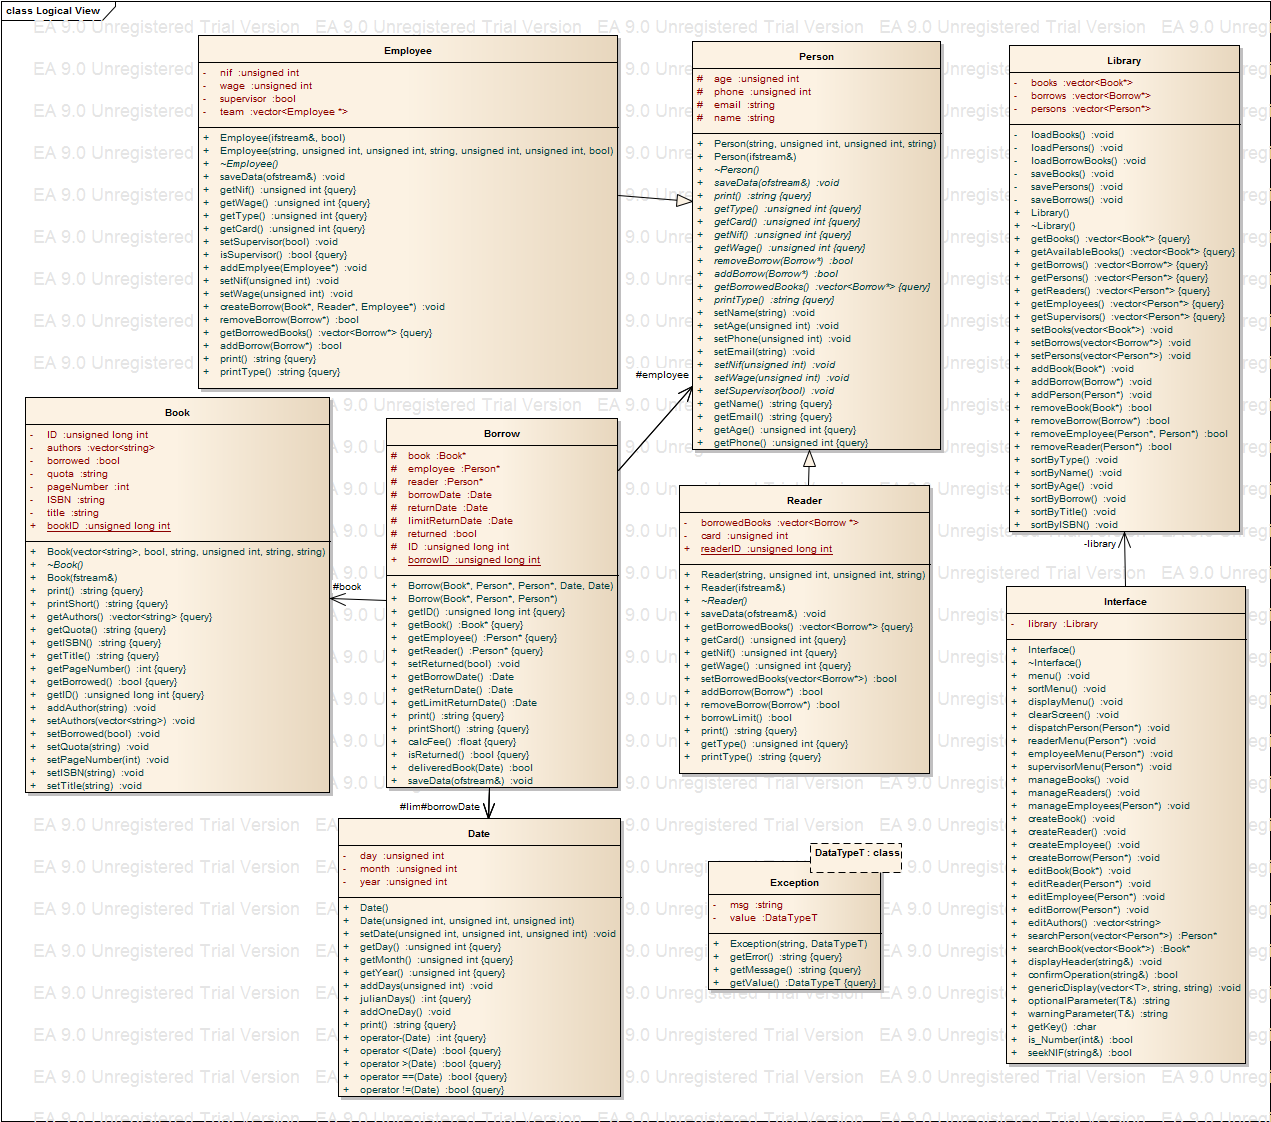 class Logical View
Employee
- nif :unsigned int
- wage :unsigned int
- supervisor :bool
- team :vector<Employee *>
+ Employee(ifstream&, bool)
+ Employee(string, unsigned int, unsigned int, string, unsigned int, unsigned int, bool)
+ ~Employee()
+ saveData(ofstream&) :void
+ getNif() :unsigned int {query}
+ getWage() :unsigned int {query}
+ getType() :unsigned int {query}
+ getCard() :unsigned int {query}
+ setSupervisor(bool) :void
+ isSupervisor() :bool {query}
+ addEmplyee(Employee*) :void
+ setNif(unsigned int) :void
+ setWage(unsigned int) :void
+ createBorrow(Book*, Reader*, Employee*) :void
+ removeBorrow(Borrow*) :bool
+ getBorrowedBooks() :vector<Borrow*> {query}
+ addBorrow(Borrow*) :bool
+ print() :string {query}
+ printType() :string {query}
Person
# age :unsigned int
# phone :unsigned int
# email :string
# name :string
+ Person(string, unsigned int, unsigned int, string)
+ Person(ifstream&)
+ ~Person()
+ saveData(ofstream&) :void
+ print() :string {query}
+ getType() :unsigned int {query}
+ getCard() :unsigned int {query}
+ getNif() :unsigned int {query}
+ getWage() :unsigned int {query}
+ removeBorrow(Borrow*) :bool
+ addBorrow(Borrow*) :bool
+ getBorrowedBooks() :vector<Borrow*> {query}
+ printType() :string {query}
+ setName(string) :void
+ setAge(unsigned int) :void
+ setPhone(unsigned int) :void
+ setEmail(string) :void
+ setNif(unsigned int) :void
+ setWage(unsigned int) :void
+ setSupervisor(bool) :void
+ getName() :string {query}
+ getEmail() :string {query}
+ getAge() :unsigned int {query}
+ getPhone() :unsigned int {query}
Library
- books :vector<Book*>
- borrows :vector<Borrow*>
- persons :vector<Person*>
- loadBooks() :void
- loadPersons() :void
- loadBorrowBooks() :void
- saveBooks() :void
- savePersons() :void
- saveBorrows() :void
+ Library()
+ ~Library()
+ getBooks() :vector<Book*> {query}
+ getAvailableBooks() :vector<Book*> {query}
+ getBorrows() :vector<Borrow*> {query}
+ getPersons() :vector<Person*> {query}
+ getReaders() :vector<Person*> {query}
+ getEmployees() :vector<Person*> {query}
+ getSupervisors() :vector<Person*> {query}
+ setBooks(vector<Book*>) :void
+ setBorrows(vector<Borrow*>) :void
+ setPersons(vector<Person*>) :void
+ addBook(Book*) :void
+ addBorrow(Borrow*) :void
+ addPerson(Person*) :void
+ removeBook(Book*) :bool
+ removeBorrow(Borrow*) :bool
+ removeEmployee(Person*, Person*) :bool
+ removeReader(Person*) :bool
+ sortByType() :void
+ sortByName() :void
+ sortByAge() :void
+ sortByBorrow() :void
+ sortByTitle() :void
+ sortByISBN() :void
#employee
Book
- ID :unsigned long int
- authors :vector<string>
- borrowed :bool
- quota :string
- pageNumber :int
- ISBN :string
- title :string
+ bookID :unsigned long int
+ Book(vector<string>, bool, string, unsigned int, string, string)
+ ~Book()
+ Book(fstream&)
+ print() :string {query}
+ printShort() :string {query}
+ getAuthors() :vector<string> {query}
+ getQuota() :string {query}
+ getISBN() :string {query}
+ getTitle() :string {query}
+ getPageNumber() :int {query}
+ getBorrowed() :bool {query}
+ getID() :unsigned long int {query}
+ addAuthor(string) :void
+ setAuthors(vector<string>) :void
+ setBorrowed(bool) :void
+ setQuota(string) :void
+ setPageNumber(int) :void
+ setISBN(string) :void
+ setTitle(string) :void
#book
Borrow
# book :Book*
# employee :Person*
# reader :Person*
# borrowDate :Date
# returnDate :Date
# limitReturnDate :Date
# returned :bool
# ID :unsigned long int
+ borrowID :unsigned long int
+ Borrow(Book*, Person*, Person*, Date, Date)
+ Borrow(Book*, Person*, Person*)
+ getID() :unsigned long int {query}
+ getBook() :Book* {query}
+ getEmployee() :Person* {query}
+ getReader() :Person* {query}
+ setReturned(bool) :void
+ getBorrowDate() :Date
+ getReturnDate() :Date
+ getLimitReturnDate() :Date
+ print() :string {query}
+ printShort() :string {query}
+ calcFee() :float {query}
+ isReturned() :bool {query}
+ deliveredBook(Date) :bool
+ saveData(ofstream&) :void
Reader
- borrowedBooks :vector<Borrow *>
- card :unsigned int
+ readerID :unsigned long int
+ Reader(string, unsigned int, unsigned int, string)
+ Reader(ifstream&)
+ ~Reader()
+ saveData(ofstream&) :void
+ getBorrowedBooks() :vector<Borrow*> {query}
+ getCard() :unsigned int {query}
+ getNif() :unsigned int {query}
+ getWage() :unsigned int {query}
+ setBorrowedBooks(vector<Borrow*>) :bool
+ addBorrow(Borrow*) :bool
+ removeBorrow(Borrow*) :bool
+ borrowLimit() :bool
+ print() :string {query}
+ getType() :unsigned int {query}
+ printType() :string {query}
-library
Interface
- library :Library
+ Interface()
+ ~Interface()
+ menu() :void
+ sortMenu() :void
+ displayMenu() :void
+ clearScreen() :void
+ dispatchPerson(Person*) :void
+ readerMenu(Person*) :void
+ employeeMenu(Person*) :void
+ supervisorMenu(Person*) :void
+ manageBooks() :void
+ manageReaders() :void
+ manageEmployees(Person*) :void
+ createBook() :void
+ createReader() :void
+ createEmployee() :void
+ createBorrow(Person*) :void
+ editBook(Book*) :void
+ editReader(Person*) :void
+ editEmployee(Person*) :void
+ editBorrow(Person*) :void
+ editAuthors() :vector<string>
+ searchPerson(vector<Person*>) :Person*
+ searchBook(vector<Book*>) :Book*
+ displayHeader(string&) :void
+ confirmOperation(string&) :bool
+ genericDisplay(vector<T>, string, string) :void
+ optionalParameter(T&) :string
+ warningParameter(T&) :string
+ getKey() :char
+ is_Number(int&) :bool
+ seekNIF(string&) :bool
#lim#borrowDate
Date
- day :unsigned int
- month :unsigned int
- year :unsigned int
+ Date()
+ Date(unsigned int, unsigned int, unsigned int)
+ setDate(unsigned int, unsigned int, unsigned int) :void
+ getDay() :unsigned int {query}
+ getMonth() :unsigned int {query}
+ getYear() :unsigned int {query}
+ addDays(unsigned int) :void
+ julianDays() :int {query}
+ addOneDay() :void
+ print() :string {query}
+ operator-(Date) :int {query}
+ operator <(Date) :bool {query}
+ operator >(Date) :bool {query}
+ operator ==(Date) :bool {query}
+ operator !=(Date) :bool {query}
DataTypeT : class
Exception
- msg :string
- value :DataTypeT
+ Exception(string, DataTypeT)
+ getError() :string {query}
+ getMessage() :string {query}
+ getValue() :DataTypeT {query}